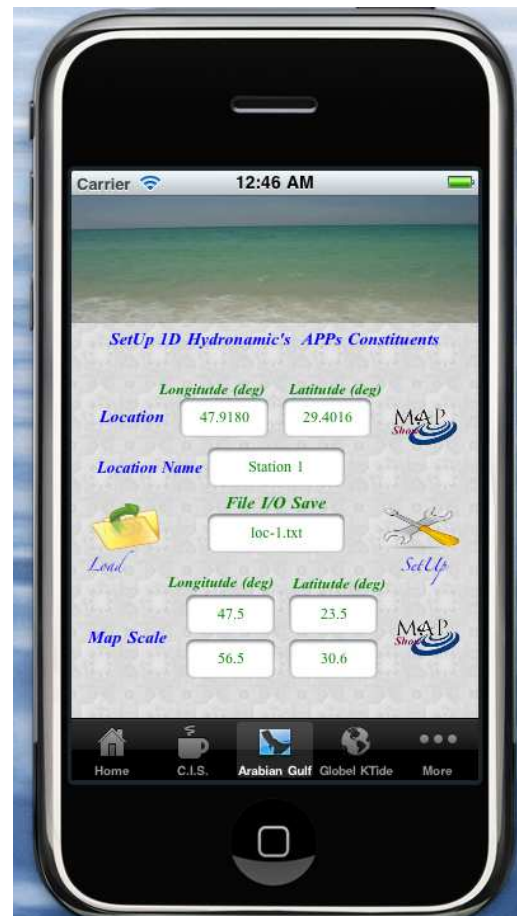 Carrier 12:46 AM
SetUp 1D Hydronamic's APPs Constituents
Longitutde (deg) Latitutde (deg)
Location 47.9180 29.4016 MAP Show
Location Name Station 1
File I/O Save
loc-1.txt
Load SetUp
Longitutde (deg) Latitutde (deg)
47.5 23.5
Map Scale MAP Show
56.5 30.6
Home C.I.S. Arabian Gulf Globel KTide More